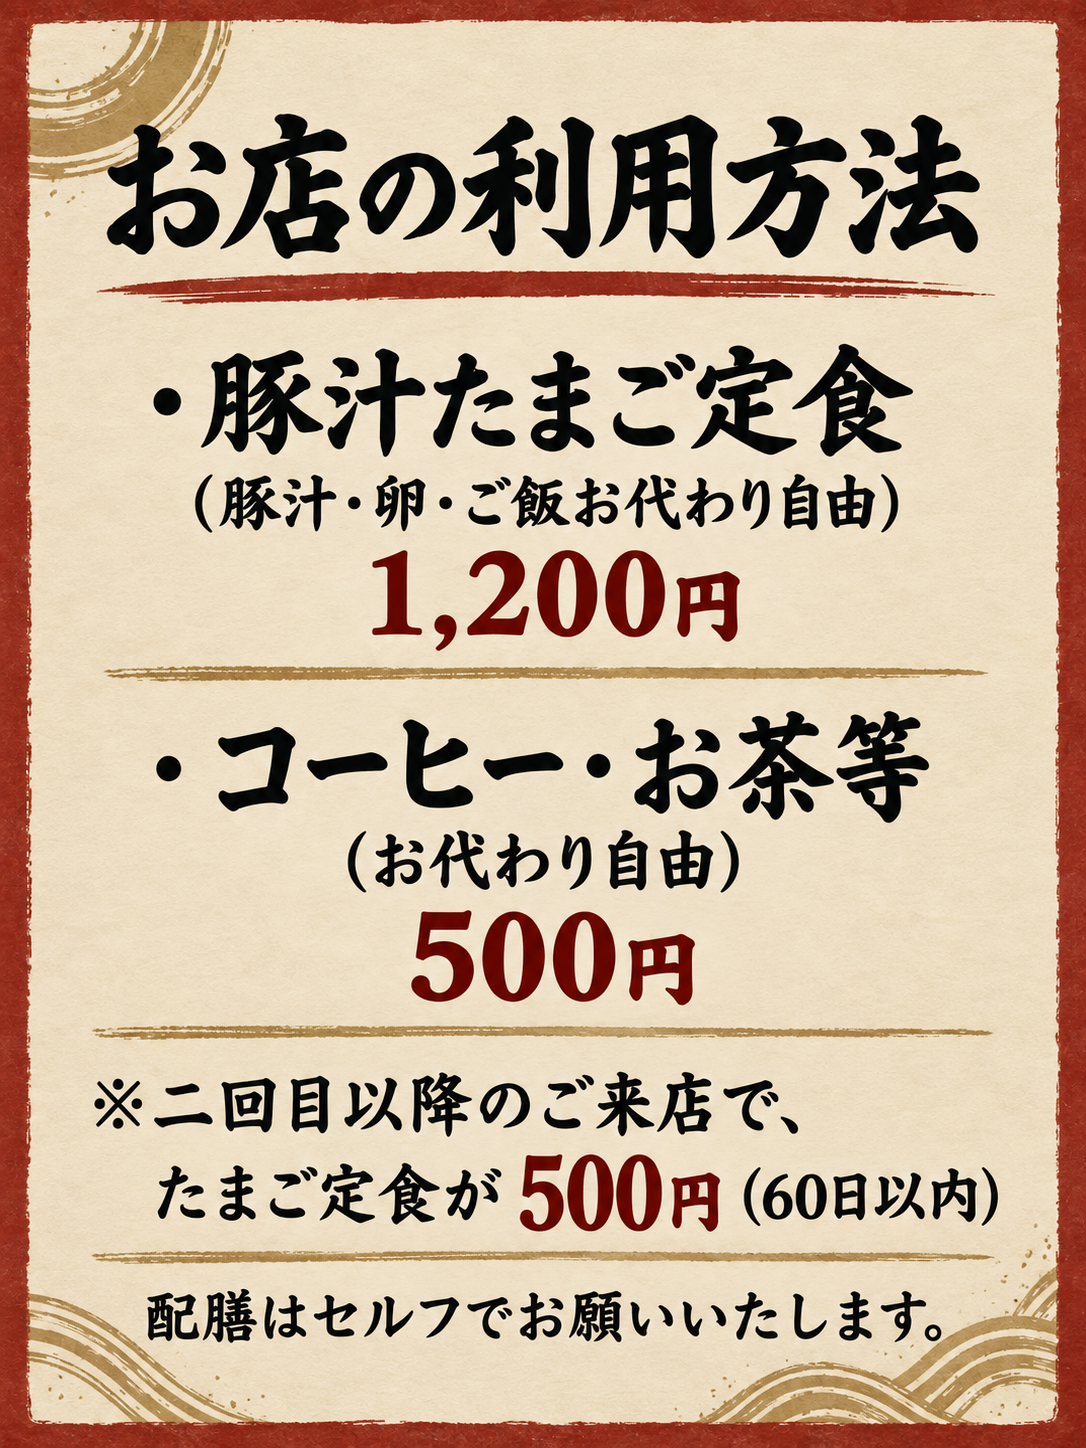 お店の利用方法
・豚汁たまご定食
(豚汁・卵・ご飯お代わり自由)
1,200円
・コーヒー・お茶等
(お代わり自由)
500円
※二回目以降のご来店で、
たまご定食が500円(60日以内)
配膳はセルフでお願いいたします。